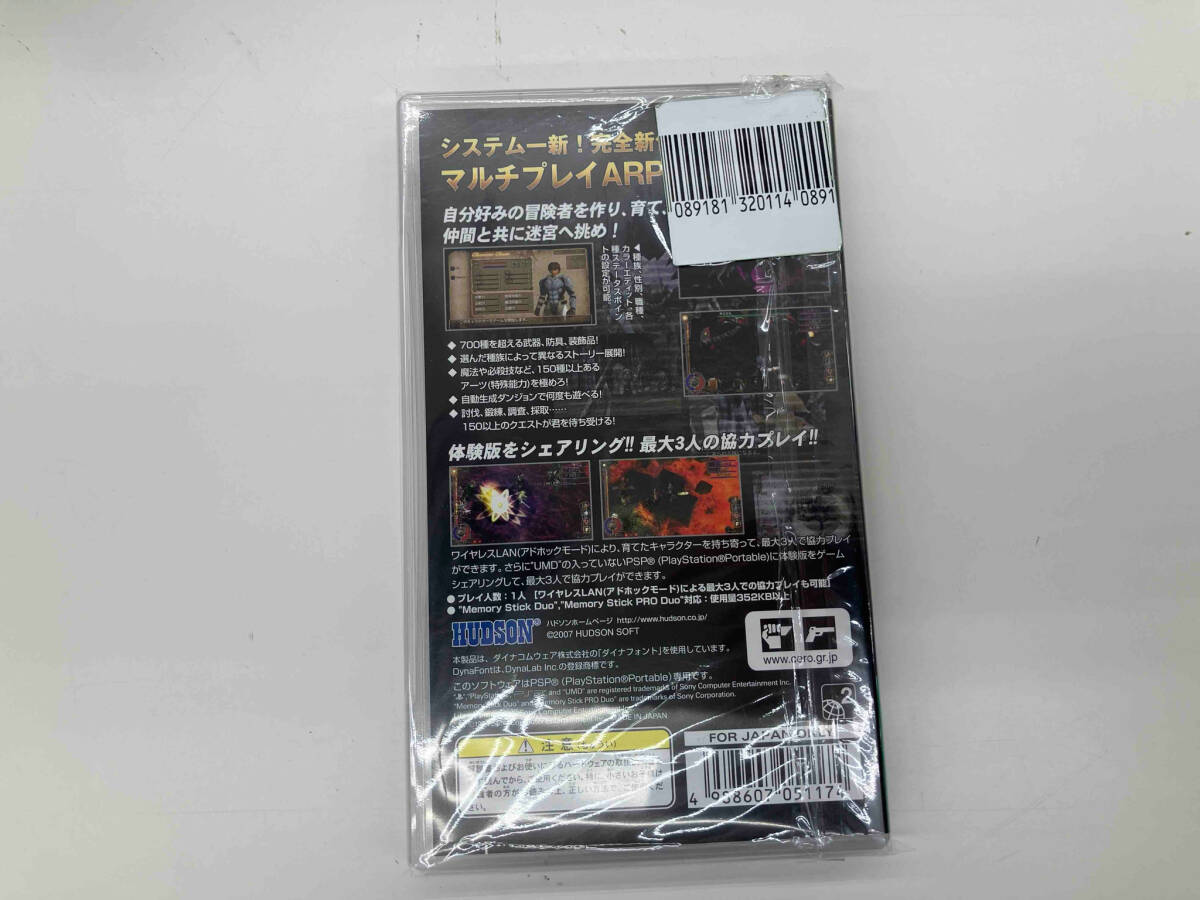 システム一新！完全新
マルチプレイARP
089181 320114 0891
自分好みの冒険者を作り、育て、
仲間と共に迷宮へ挑め！
◀種族、性別、職種、
カラーエディット、各
種ステータスポイン
トの設定が可能。
◆ 700種を超える武器、防具、装飾品！
◆ 選んだ種族によって異なるストーリー展開！
◆ 魔法や必殺技など、150種以上ある
アーツ(特殊能力)を極めろ！
◆ 自動生成ダンジョンで何度も遊べる！
◆ 討伐、鍛練、調査、採取……
150以上のクエストが君を待ち受ける！
体験版をシェアリング!! 最大3人の協力プレイ!!
ワイヤレスLAN(アドホックモード)により、育てたキャラクターを持ち寄って、最大3人で協力プレイ
ができます。さらに"UMD"の入っていないPSP® (PlayStation®Portable)に体験版をゲーム
シェアリングして、最大3人で協力プレイができます。
● プレイ人数：1人 【ワイヤレスLAN(アドホックモード)による最大3人での協力プレイも可能】
● "Memory Stick Duo","Memory Stick PRO Duo"対応：使用量352KB以上
HUDSON® ハドソンホームページ http://www.hudson.co.jp/
©2007 HUDSON SOFT
www.cero.gr.jp
本製品は、ダイナコムウェア株式会社の「ダイナフォント」を使用しています。
DynaFontは、DynaLab Inc.の登録商標です。
このソフトウェアはPSP® (PlayStation®Portable)専用です。
and "UMD" are registered trademarks of Sony Computer Entertainment Inc.
"Memory Stick Duo" and "Memory Stick PRO Duo" are trademarks of Sony Corporation.
Computer Entertainment
MADE IN JAPAN
2
FOR JAPAN ONLY
注意(ちゅうい)
4 988607 051174